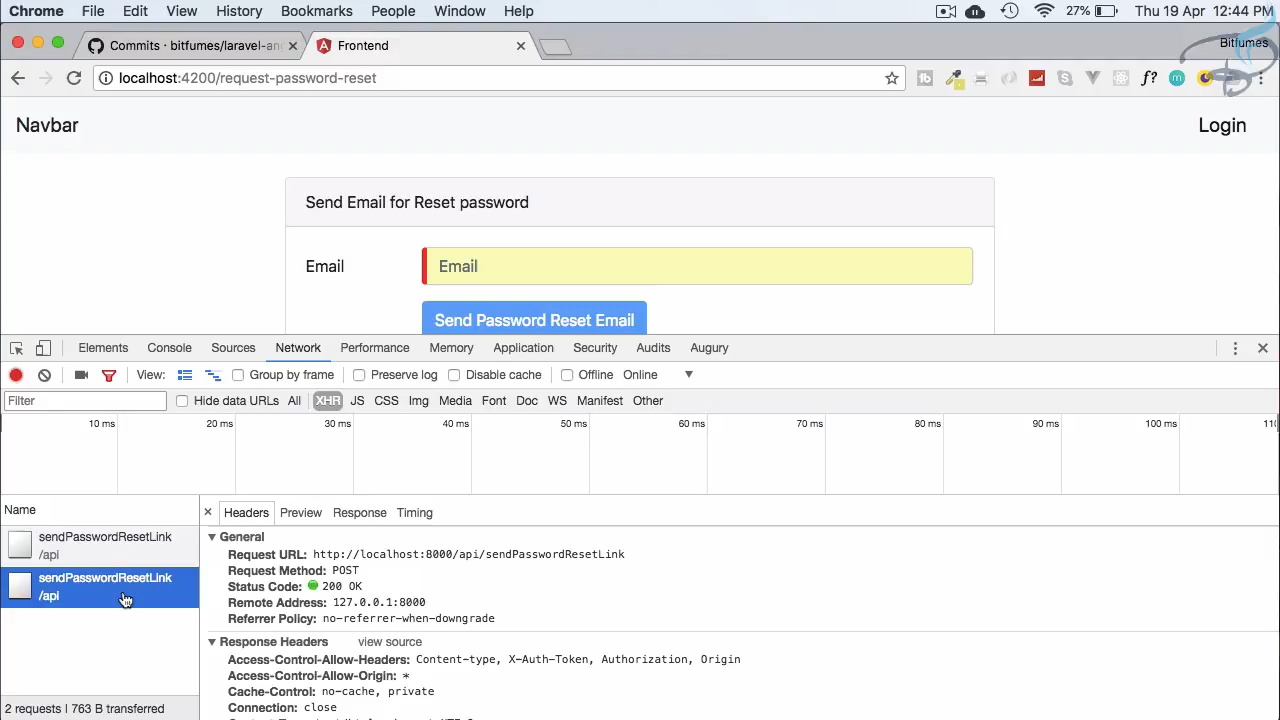 Chrome File Edit View History Bookmarks People Window Help 27% Thu 19 Apr 12:44 PM
Commits · bitfumes/laravel-an Frontend Bitfumes
localhost:4200/request-password-reset
Navbar Login
Send Email for Reset password
Email Email
Send Password Reset Email
Elements Console Sources Network Performance Memory Application Security Audits Augury
View: Group by frame Preserve log Disable cache Offline Online
Filter Hide data URLs All XHR JS CSS Img Media Font Doc WS Manifest Other
10 ms 20 ms 30 ms 40 ms 50 ms 60 ms 70 ms 80 ms 90 ms 100 ms
Name Headers Preview Response Timing
sendPasswordResetLink
/api
sendPasswordResetLink
/api
General
Request URL: http://localhost:8000/api/sendPasswordResetLink
Request Method: POST
Status Code: 200 OK
Remote Address: 127.0.0.1:8000
Referrer Policy: no-referrer-when-downgrade
Response Headers view source
Access-Control-Allow-Headers: Content-type, X-Auth-Token, Authorization, Origin
Access-Control-Allow-Origin: *
Cache-Control: no-cache, private
Connection: close
2 requests | 763 B transferred